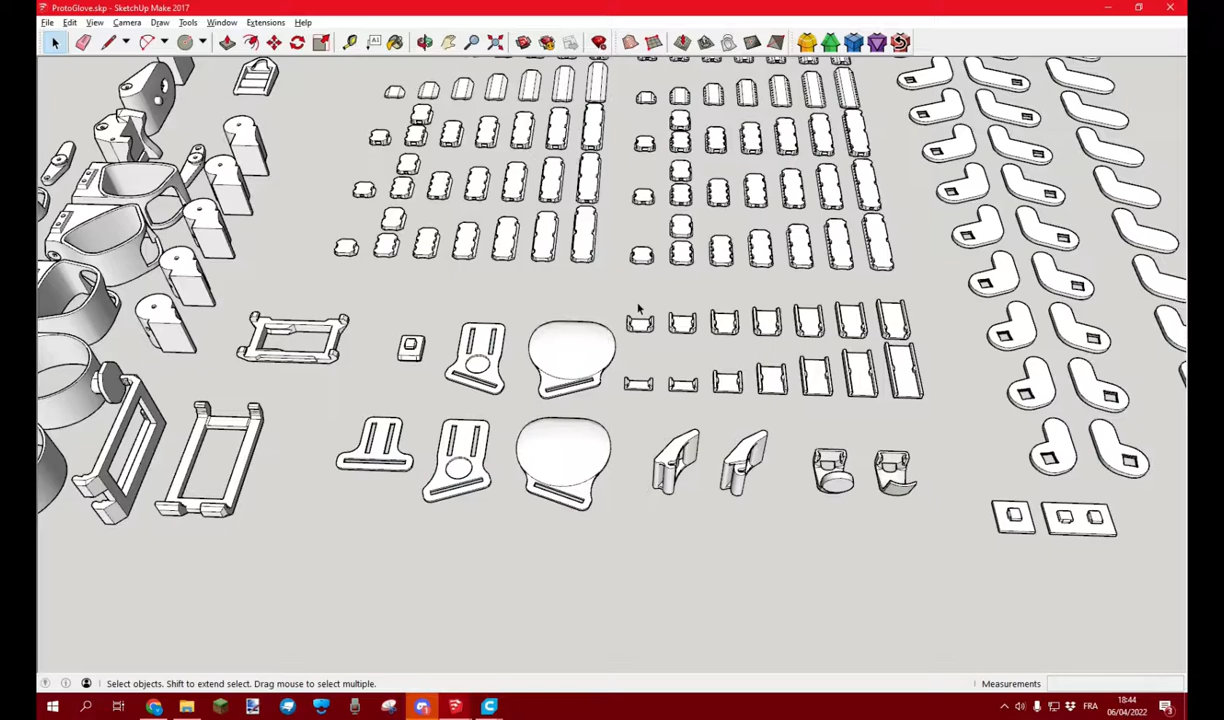 ProtoGlove.skp - SketchUp Make 2017
File Edit View Camera Draw Tools Window Extensions Help
Select objects. Shift to extend select. Drag mouse to select multiple.
Measurements
FRA
18:44
06/04/2022